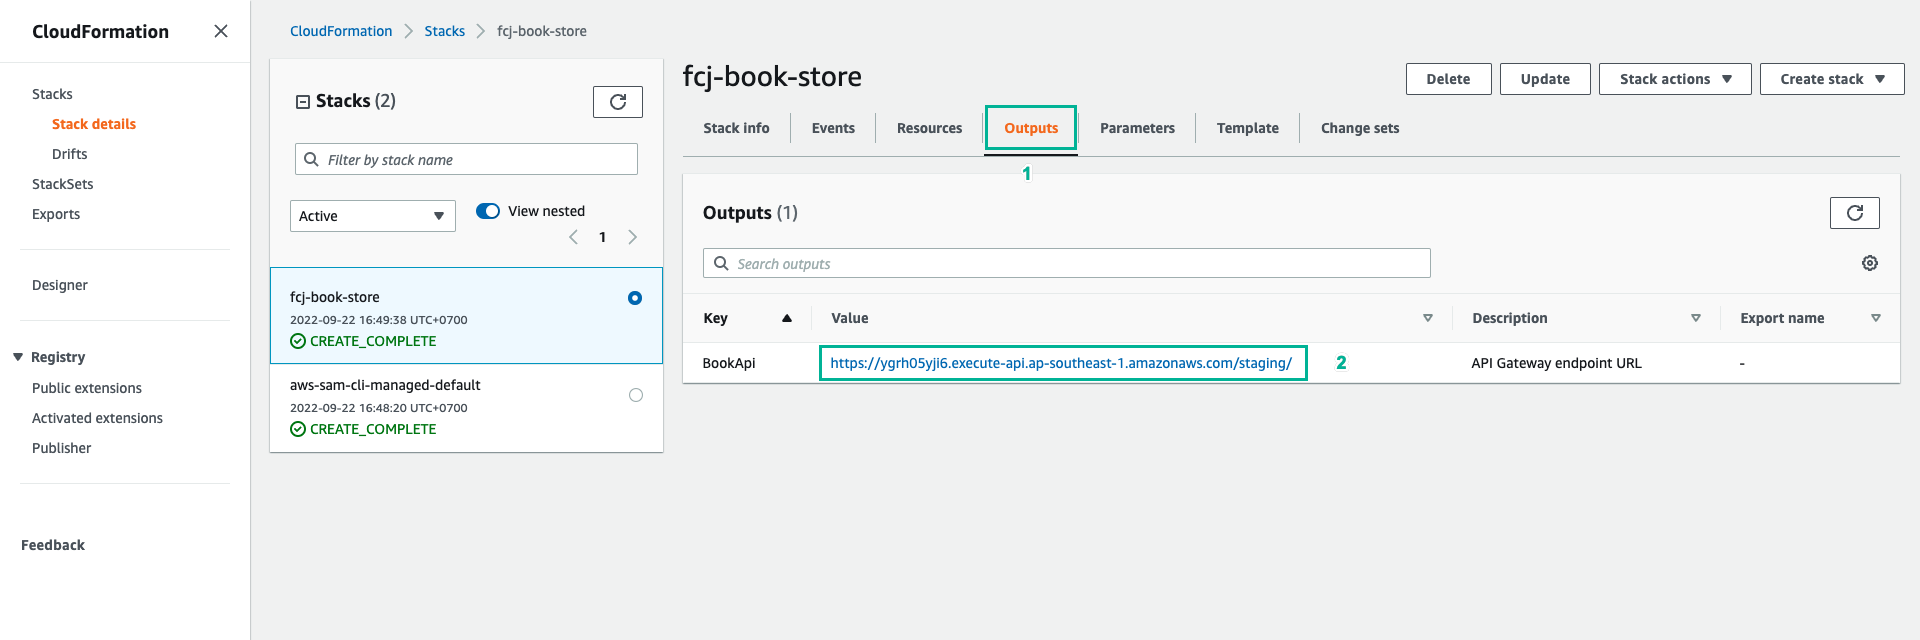 CloudFormation
Stacks
Stack details
Drifts
StackSets
Exports
Designer
Registry
Public extensions
Activated extensions
Publisher
Feedback
CloudFormation Stacks fcj-book-store
Stacks (2)
Filter by stack name
Active
View nested
1
fcj-book-store
2022-09-22 16:49:38 UTC+0700
CREATE_COMPLETE
aws-sam-cli-managed-default
2022-09-22 16:48:20 UTC+0700
CREATE_COMPLETE
fcj-book-store
Delete Update Stack actions Create stack
Stack info Events Resources Outputs Parameters Template Change sets
1
Outputs (1)
Search outputs
Key Value Description Export name
BookApi https://ygrh05yji6.execute-api.ap-southeast-1.amazonaws.com/staging/ 2 API Gateway endpoint URL -